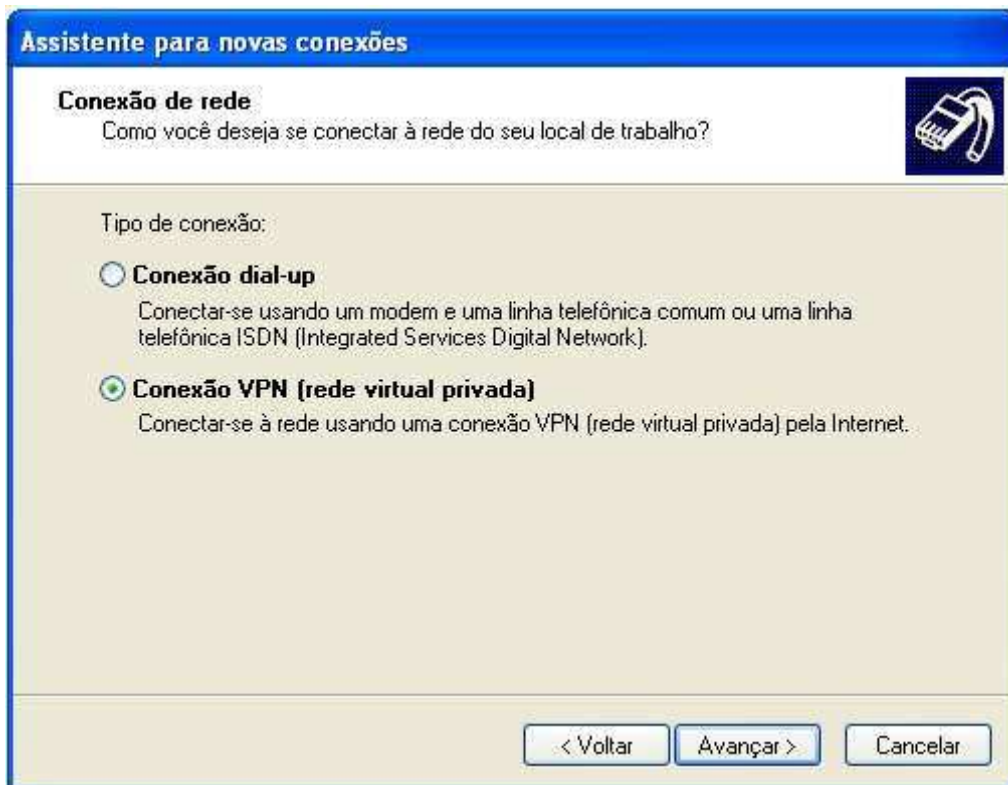 Assistente para novas conexões
Conexão de rede
Como você deseja se conectar à rede do seu local de trabalho?
Tipo de conexão:
Conexão dial-up
Conectar-se usando um modem e uma linha telefônica comum ou uma linha
telefônica ISDN (Integrated Services Digital Network).
Conexão VPN (rede virtual privada)
Conectar-se à rede usando uma conexão VPN (rede virtual privada) pela Internet.
< Voltar
Avançar >
Cancelar